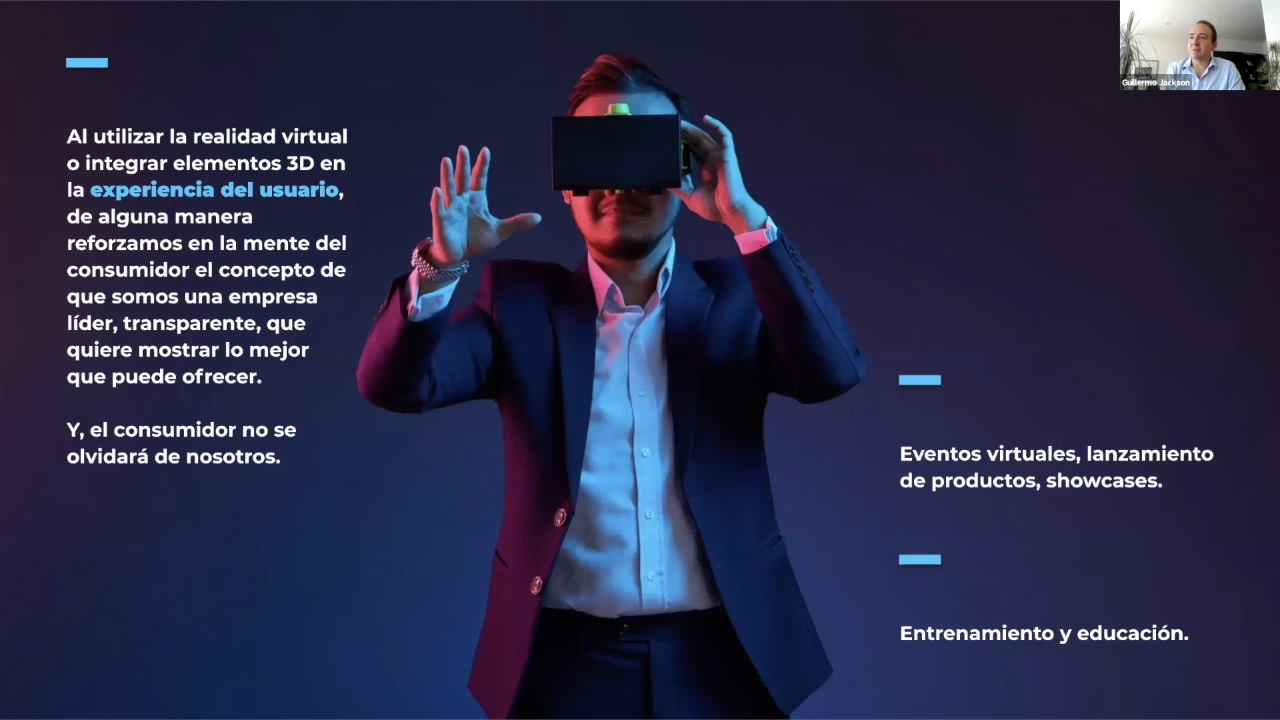 Al utilizar la realidad virtual
o integrar elementos 3D en
la experiencia del usuario,
de alguna manera
reforzamos en la mente del
consumidor el concepto de
que somos una empresa
líder, transparente, que
quiere mostrar lo mejor
que puede ofrecer.
Y, el consumidor no se
olvidará de nosotros.
Eventos virtuales, lanzamiento
de productos, showcases.
Entrenamiento y educación.
Guillermo Jackson